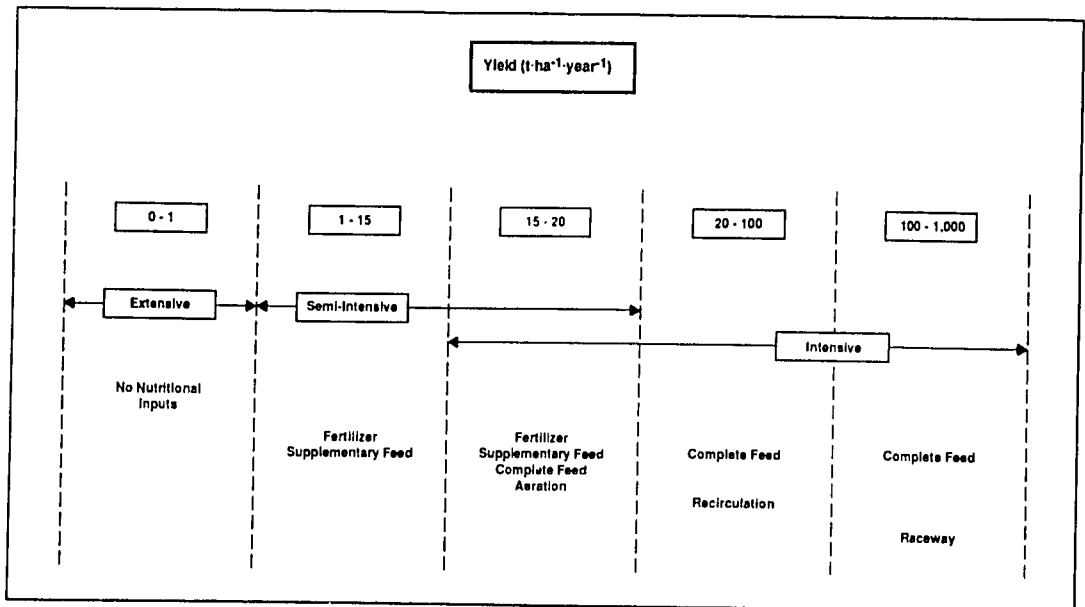 Yield (t·ha⁻¹·year⁻¹)
0 - 1
1 - 15
15 - 20
20 - 100
100 - 1,000
Extensive
Semi-Intensive
Intensive
No Nutritional
Inputs
Fertilizer
Supplementary Feed
Fertilizer
Supplementary Feed
Complete Feed
Aeration
Complete Feed
Recirculation
Complete Feed
Raceway